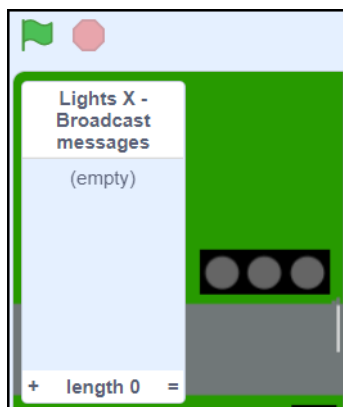 Lights X -
Broadcast
messages
(empty)
+ length 0 =